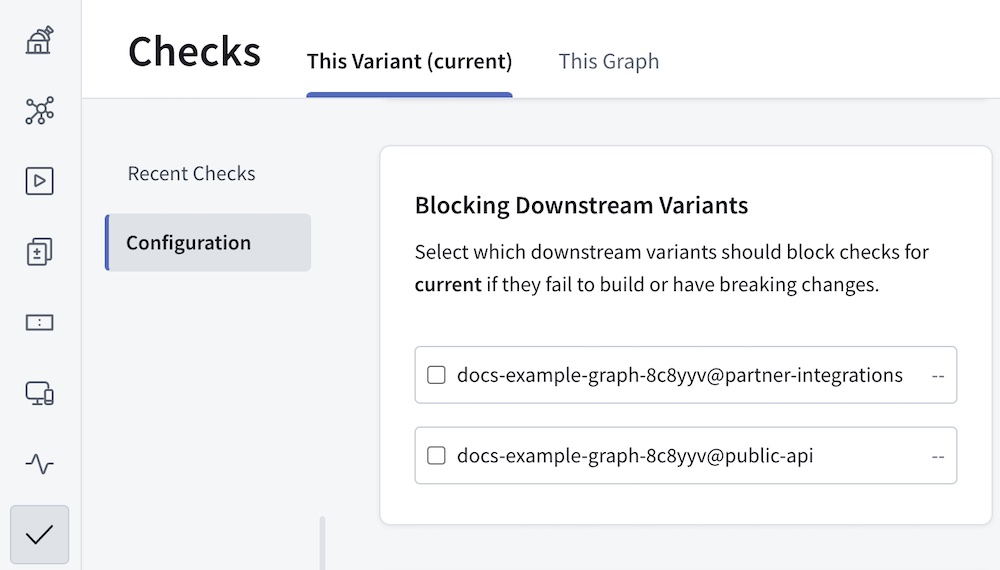 Checks
This Variant (current)
This Graph
Recent Checks
Configuration
Blocking Downstream Variants
Select which downstream variants should block checks for
current if they fail to build or have breaking changes.
docs-example-graph-8c8yyv@partner-integrations --
docs-example-graph-8c8yyv@public-api --